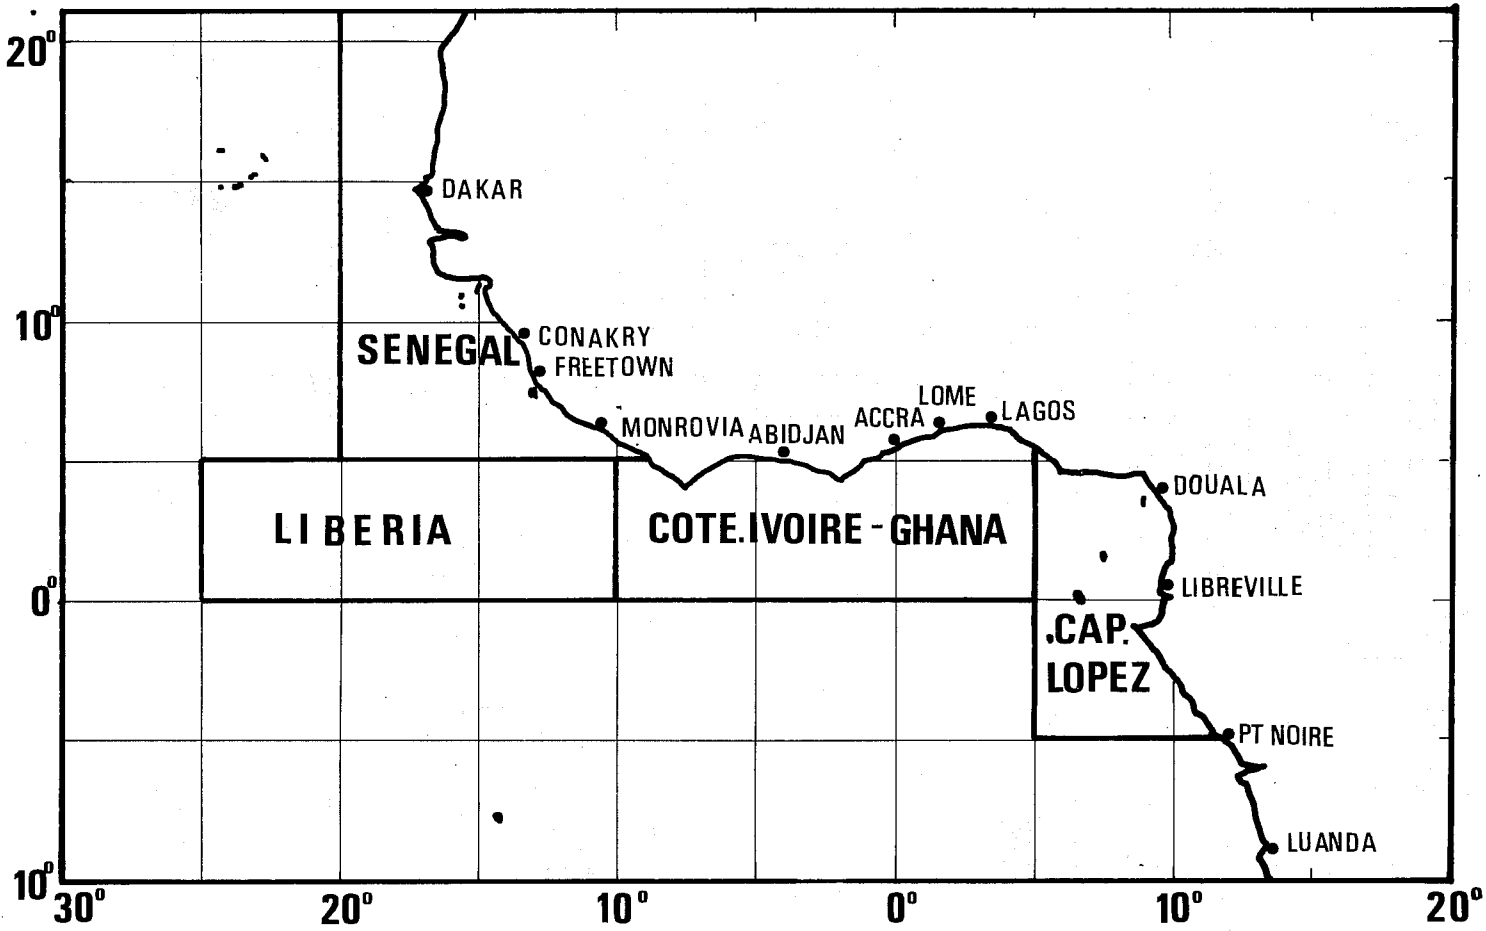 20°
DAKAR
10°
CONAKRY
SENEGAL
FREETOWN
LOME
ACCRA
LAGOS
MONROVIA
ABIDJAN
DOUALA
LIBERIA
COTE.IVOIRE-GHANA
LIBREVILLE
0°
.CAP.
LOPEZ
PT NOIRE
LUANDA
10°
30°
20°
10°
0°
10°
20°